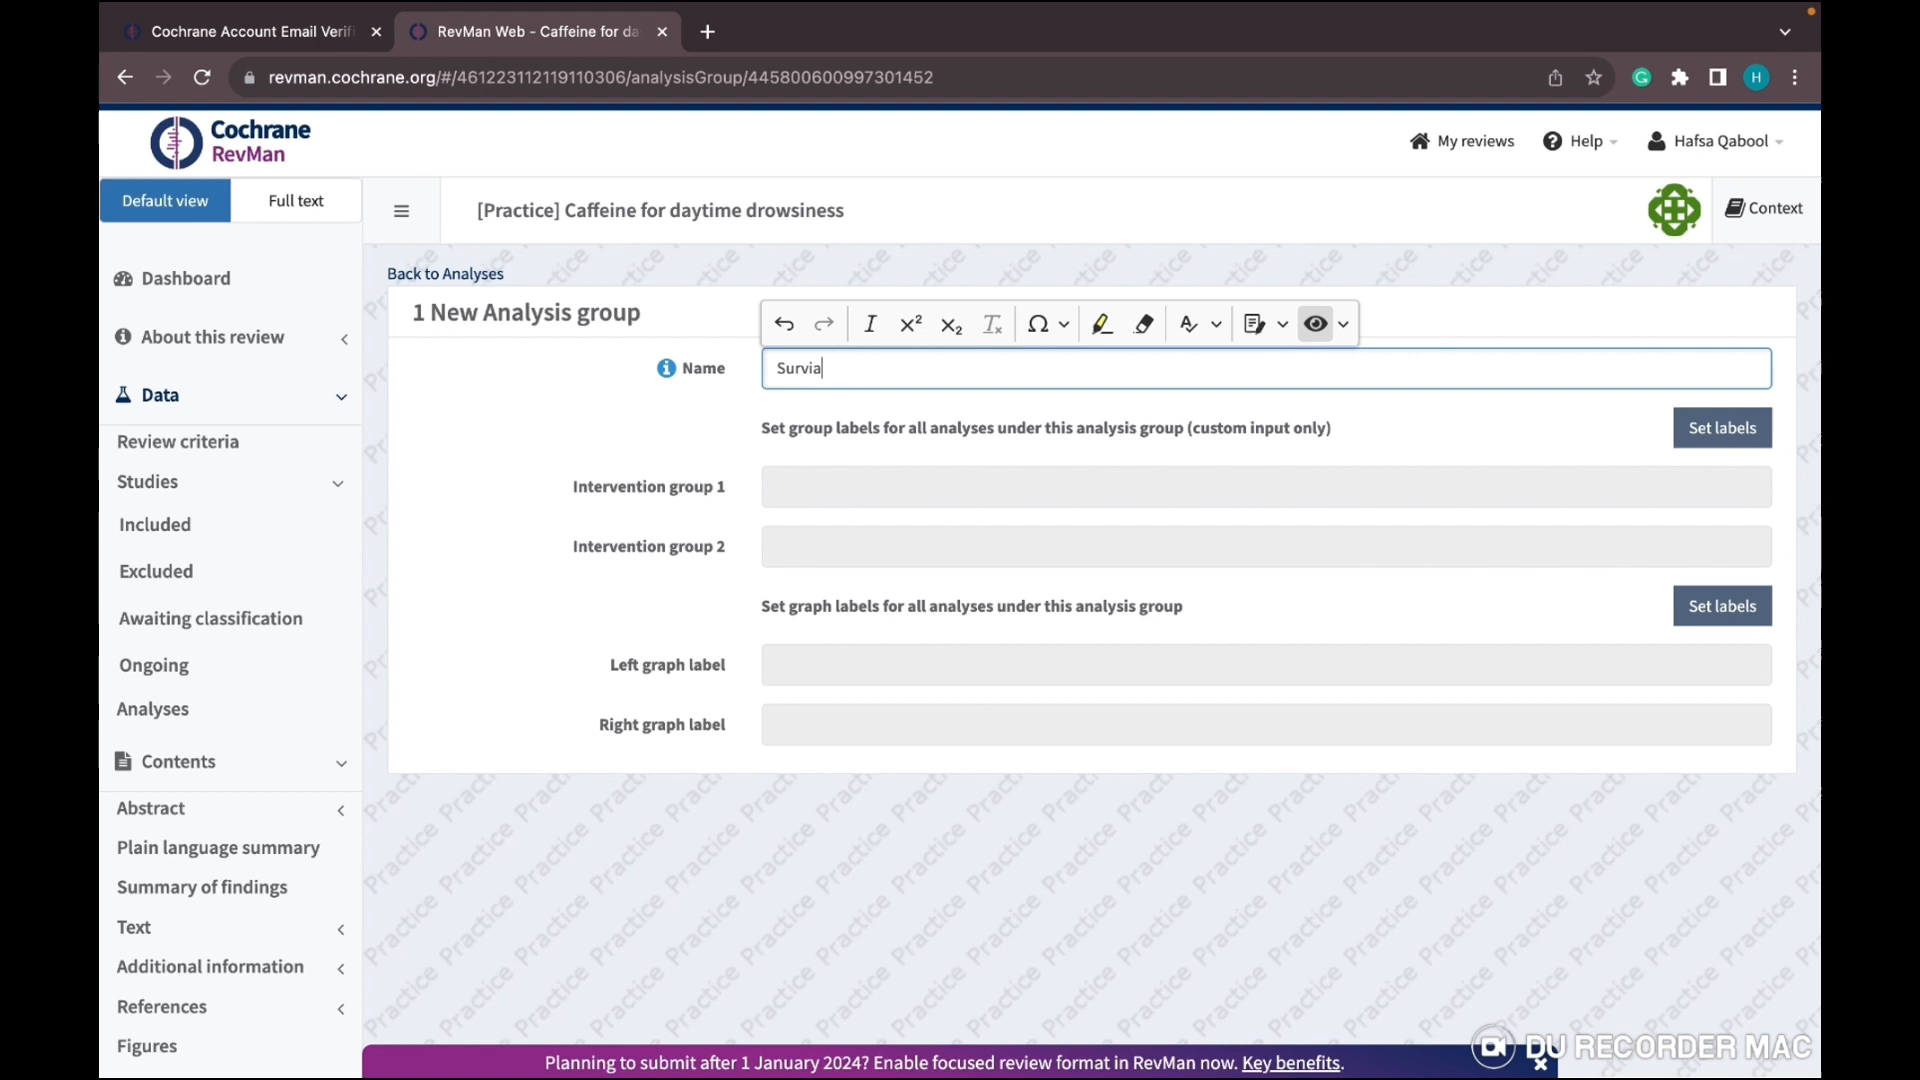 Cochrane Account Email Verifi
RevMan Web - Caffeine for da
revman.cochrane.org/#/461223112119110306/analysisGroup/445800600997301452
H
Cochrane
RevMan
My reviews
Help
Hafsa Qabool
Default view
Full text
[Practice] Caffeine for daytime drowsiness
Context
Dashboard
About this review
Data
Review criteria
Studies
Included
Excluded
Awaiting classification
Ongoing
Analyses
Contents
Abstract
Plain language summary
Summary of findings
Text
Additional information
References
Figures
Back to Analyses
1 New Analysis group
Name
Survia
Set group labels for all analyses under this analysis group (custom input only)
Set labels
Intervention group 1
Intervention group 2
Set graph labels for all analyses under this analysis group
Set labels
Left graph label
Right graph label
Practice
Planning to submit after 1 January 2024? Enable focused review format in RevMan now. Key benefits.
DU RECORDER MAC